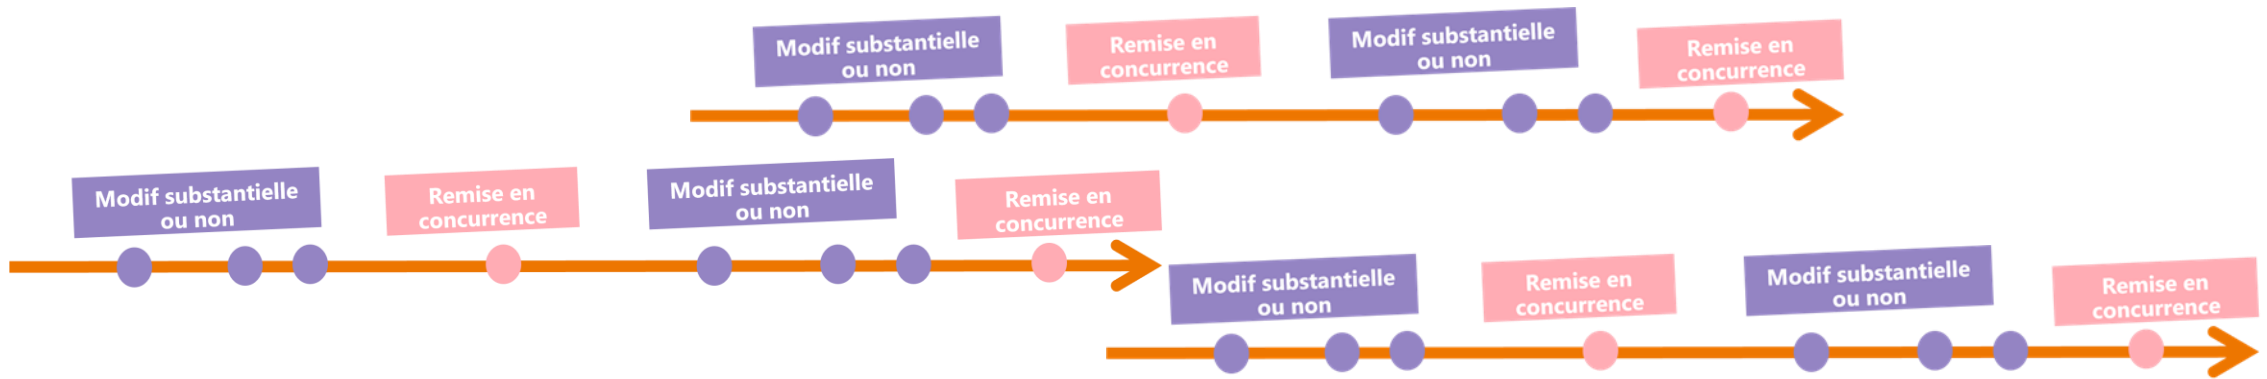 Modif substantielle
ou non
Remise en
concurrence
Modif substantielle
ou non
Remise en
concurrence
Modif substantielle
ou non
Remise en
concurrence
Modif substantielle
ou non
Remise en
concurrence
Modif substantielle
ou non
Remise en
concurrence
Modif substantielle
ou non
Remise en
concurrence